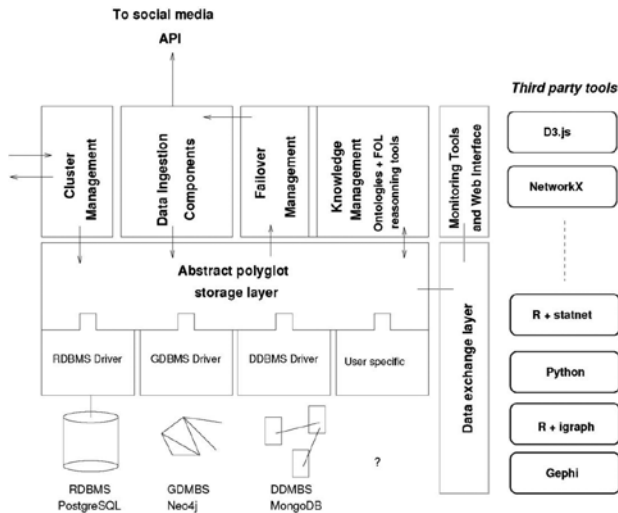 To social media
API
Third party tools
Cluster
Management
Data Ingestion
Components
Failover
Management
Knowledge
Management
Ontologies + FOL
reasonning tools
Monitoring Tools
and Web Interface
D3.js
NetworkX
Abstract polyglot
storage layer
RDBMS Driver
GDBMS Driver
DDBMS Driver
User specific
Data exchange layer
R + statnet
Python
R + igraph
Gephi
RDBMS
PostgreSQL
GDMBS
Neo4j
DDMBS
MongoDB
?